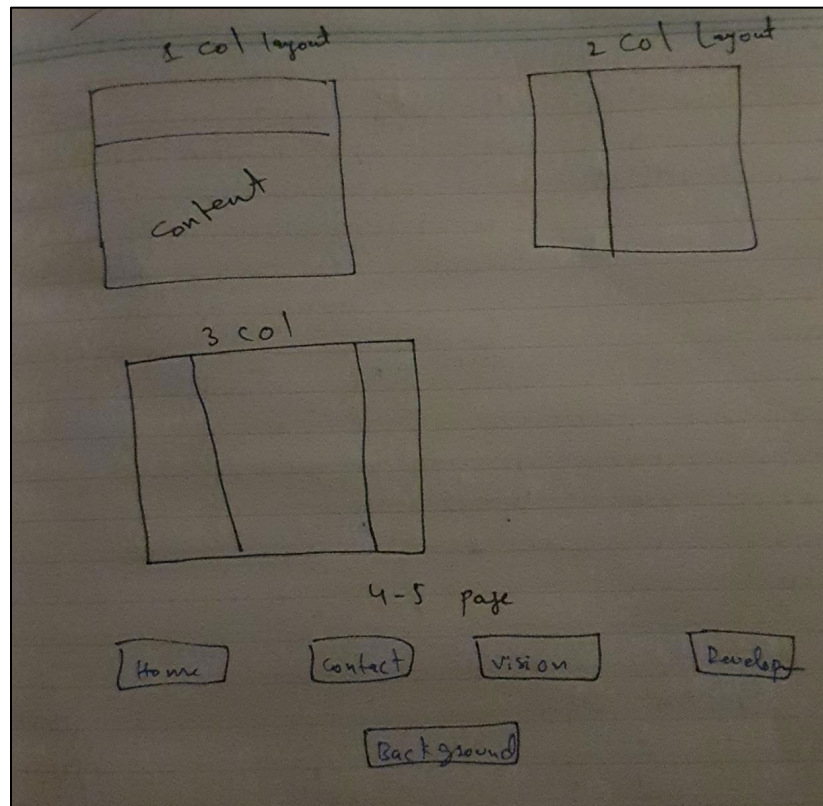 1 col layout
2 Col Layout
Content
3 col
4-5 page
Home
Contact
Vision
Develop
Background